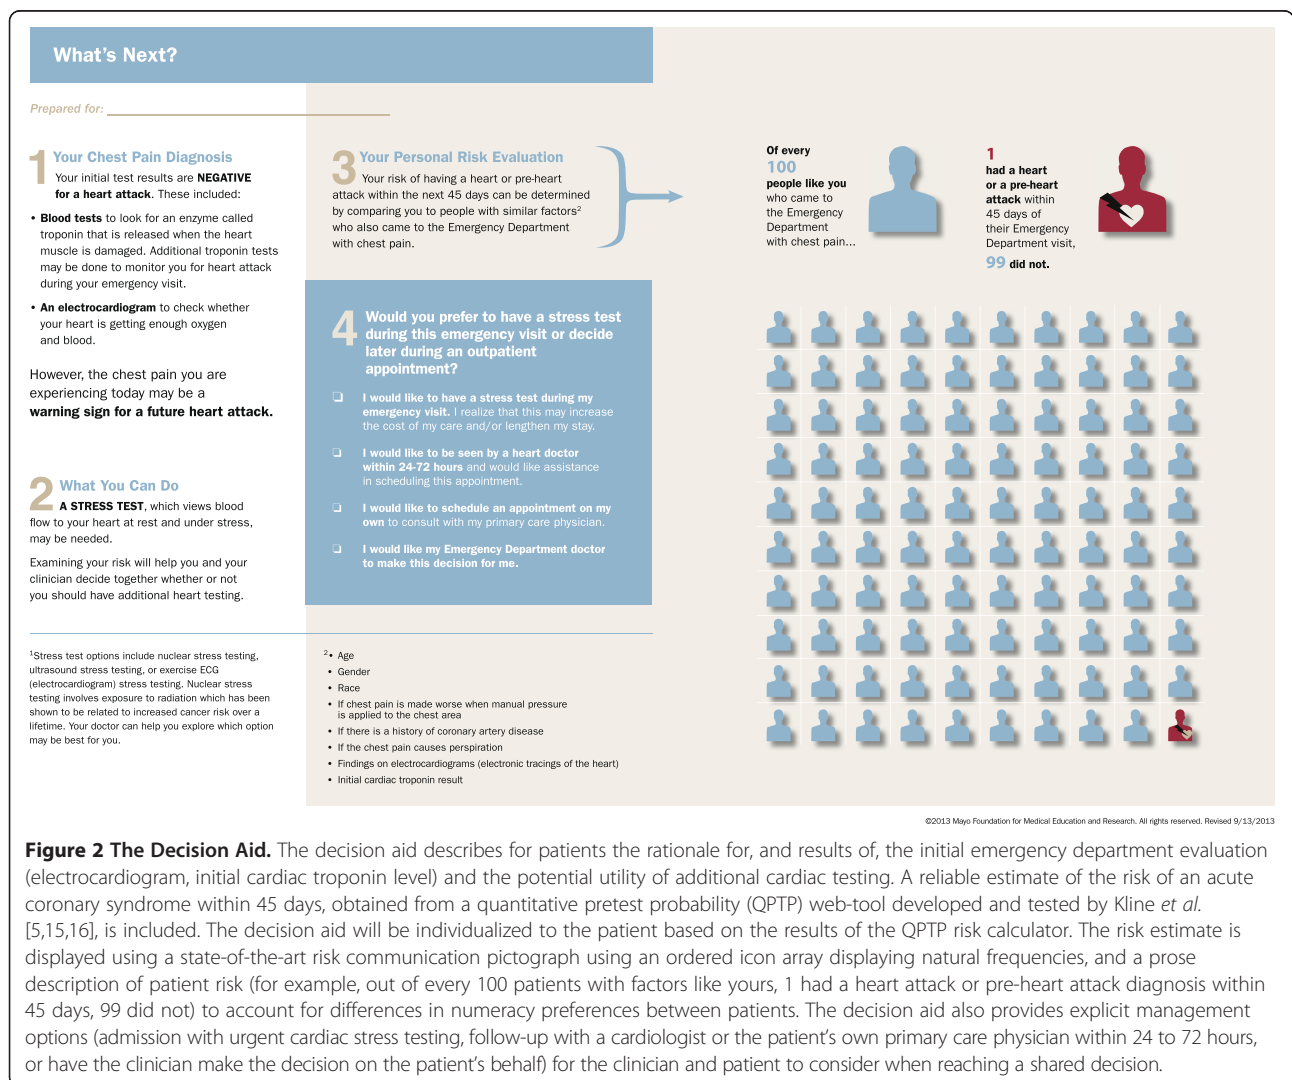 What's Next?
Prepared for:
1 Your Chest Pain Diagnosis
Your initial test results are NEGATIVE
for a heart attack. These included:
• Blood tests to look for an enzyme called
troponin that is released when the heart
muscle is damaged. Additional troponin tests
may be done to monitor you for heart attack
during your emergency visit.
• An electrocardiogram to check whether
your heart is getting enough oxygen
and blood.
However, the chest pain you are
experiencing today may be a
warning sign for a future heart attack.
2 What You Can Do
A STRESS TEST, which views blood
flow to your heart at rest and under stress,
may be needed.
Examining your risk will help you and your
clinician decide together whether or not
you should have additional heart testing.
3 Your Personal Risk Evaluation
Your risk of having a heart or pre-heart
attack within the next 45 days can be determined
by comparing you to people with similar factors²
who also came to the Emergency Department
with chest pain.
4 Would you prefer to have a stress test
during this emergency visit or decide
later during an outpatient
appointment?
❏ I would like to have a stress test during my
emergency visit. I realize that this may increase
the cost of my care and/or lengthen my stay.
❏ I would like to be seen by a heart doctor
within 24-72 hours and would like assistance
in scheduling this appointment.
❏ I would like to schedule an appointment on my
own to consult with my primary care physician.
❏ I would like my Emergency Department doctor
to make this decision for me.
Of every
100
people like you
who came to
the Emergency
Department
with chest pain...
1
had a heart
or a pre-heart
attack within
45 days of
their Emergency
Department visit,
99 did not.
¹Stress test options include nuclear stress testing,
ultrasound stress testing, or exercise ECG
(electrocardiogram) stress testing. Nuclear stress
testing involves exposure to radiation which has been
shown to be related to increased cancer risk over a
lifetime. Your doctor can help you explore which option
may be best for you.
²• Age
• Gender
• Race
• If chest pain is made worse when manual pressure
is applied to the chest area
• If there is a history of coronary artery disease
• If the chest pain causes perspiration
• Findings on electrocardiograms (electronic tracings of the heart)
• Initial cardiac troponin result
©2013 Mayo Foundation for Medical Education and Research. All rights reserved. Revised 9/13/2013
Figure 2 The Decision Aid. The decision aid describes for patients the rationale for, and results of, the initial emergency department evaluation
(electrocardiogram, initial cardiac troponin level) and the potential utility of additional cardiac testing. A reliable estimate of the risk of an acute
coronary syndrome within 45 days, obtained from a quantitative pretest probability (QPTP) web-tool developed and tested by Kline et al.
[5,15,16], is included. The decision aid will be individualized to the patient based on the results of the QPTP risk calculator. The risk estimate is
displayed using a state-of-the-art risk communication pictograph using an ordered icon array displaying natural frequencies, and a prose
description of patient risk (for example, out of every 100 patients with factors like yours, 1 had a heart attack or pre-heart attack diagnosis within
45 days, 99 did not) to account for differences in numeracy preferences between patients. The decision aid also provides explicit management
options (admission with urgent cardiac stress testing, follow-up with a cardiologist or the patient's own primary care physician within 24 to 72 hours,
or have the clinician make the decision on the patient's behalf) for the clinician and patient to consider when reaching a shared decision.